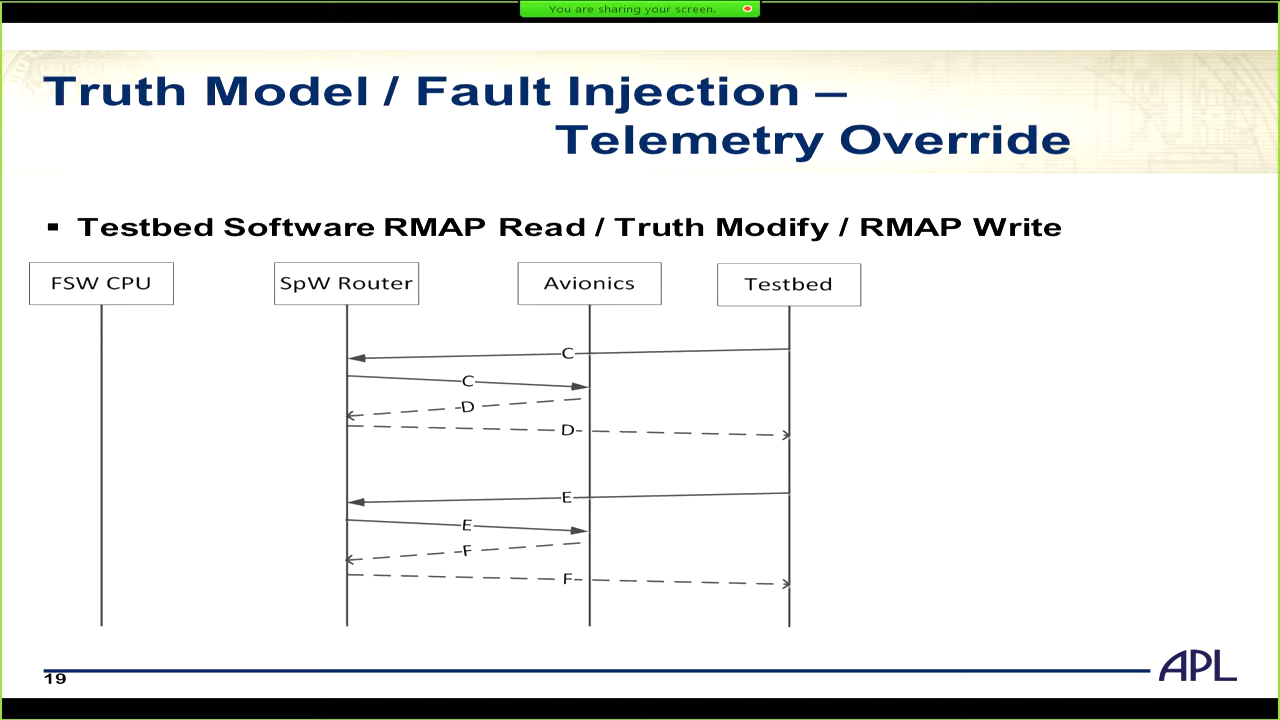 You are sharing your screen.
Truth Model / Fault Injection –
Telemetry Override
▪ Testbed Software RMAP Read / Truth Modify / RMAP Write
FSW CPU
SpW Router
Avionics
Testbed
C
C
D
D
E
E
F
F
19
APL